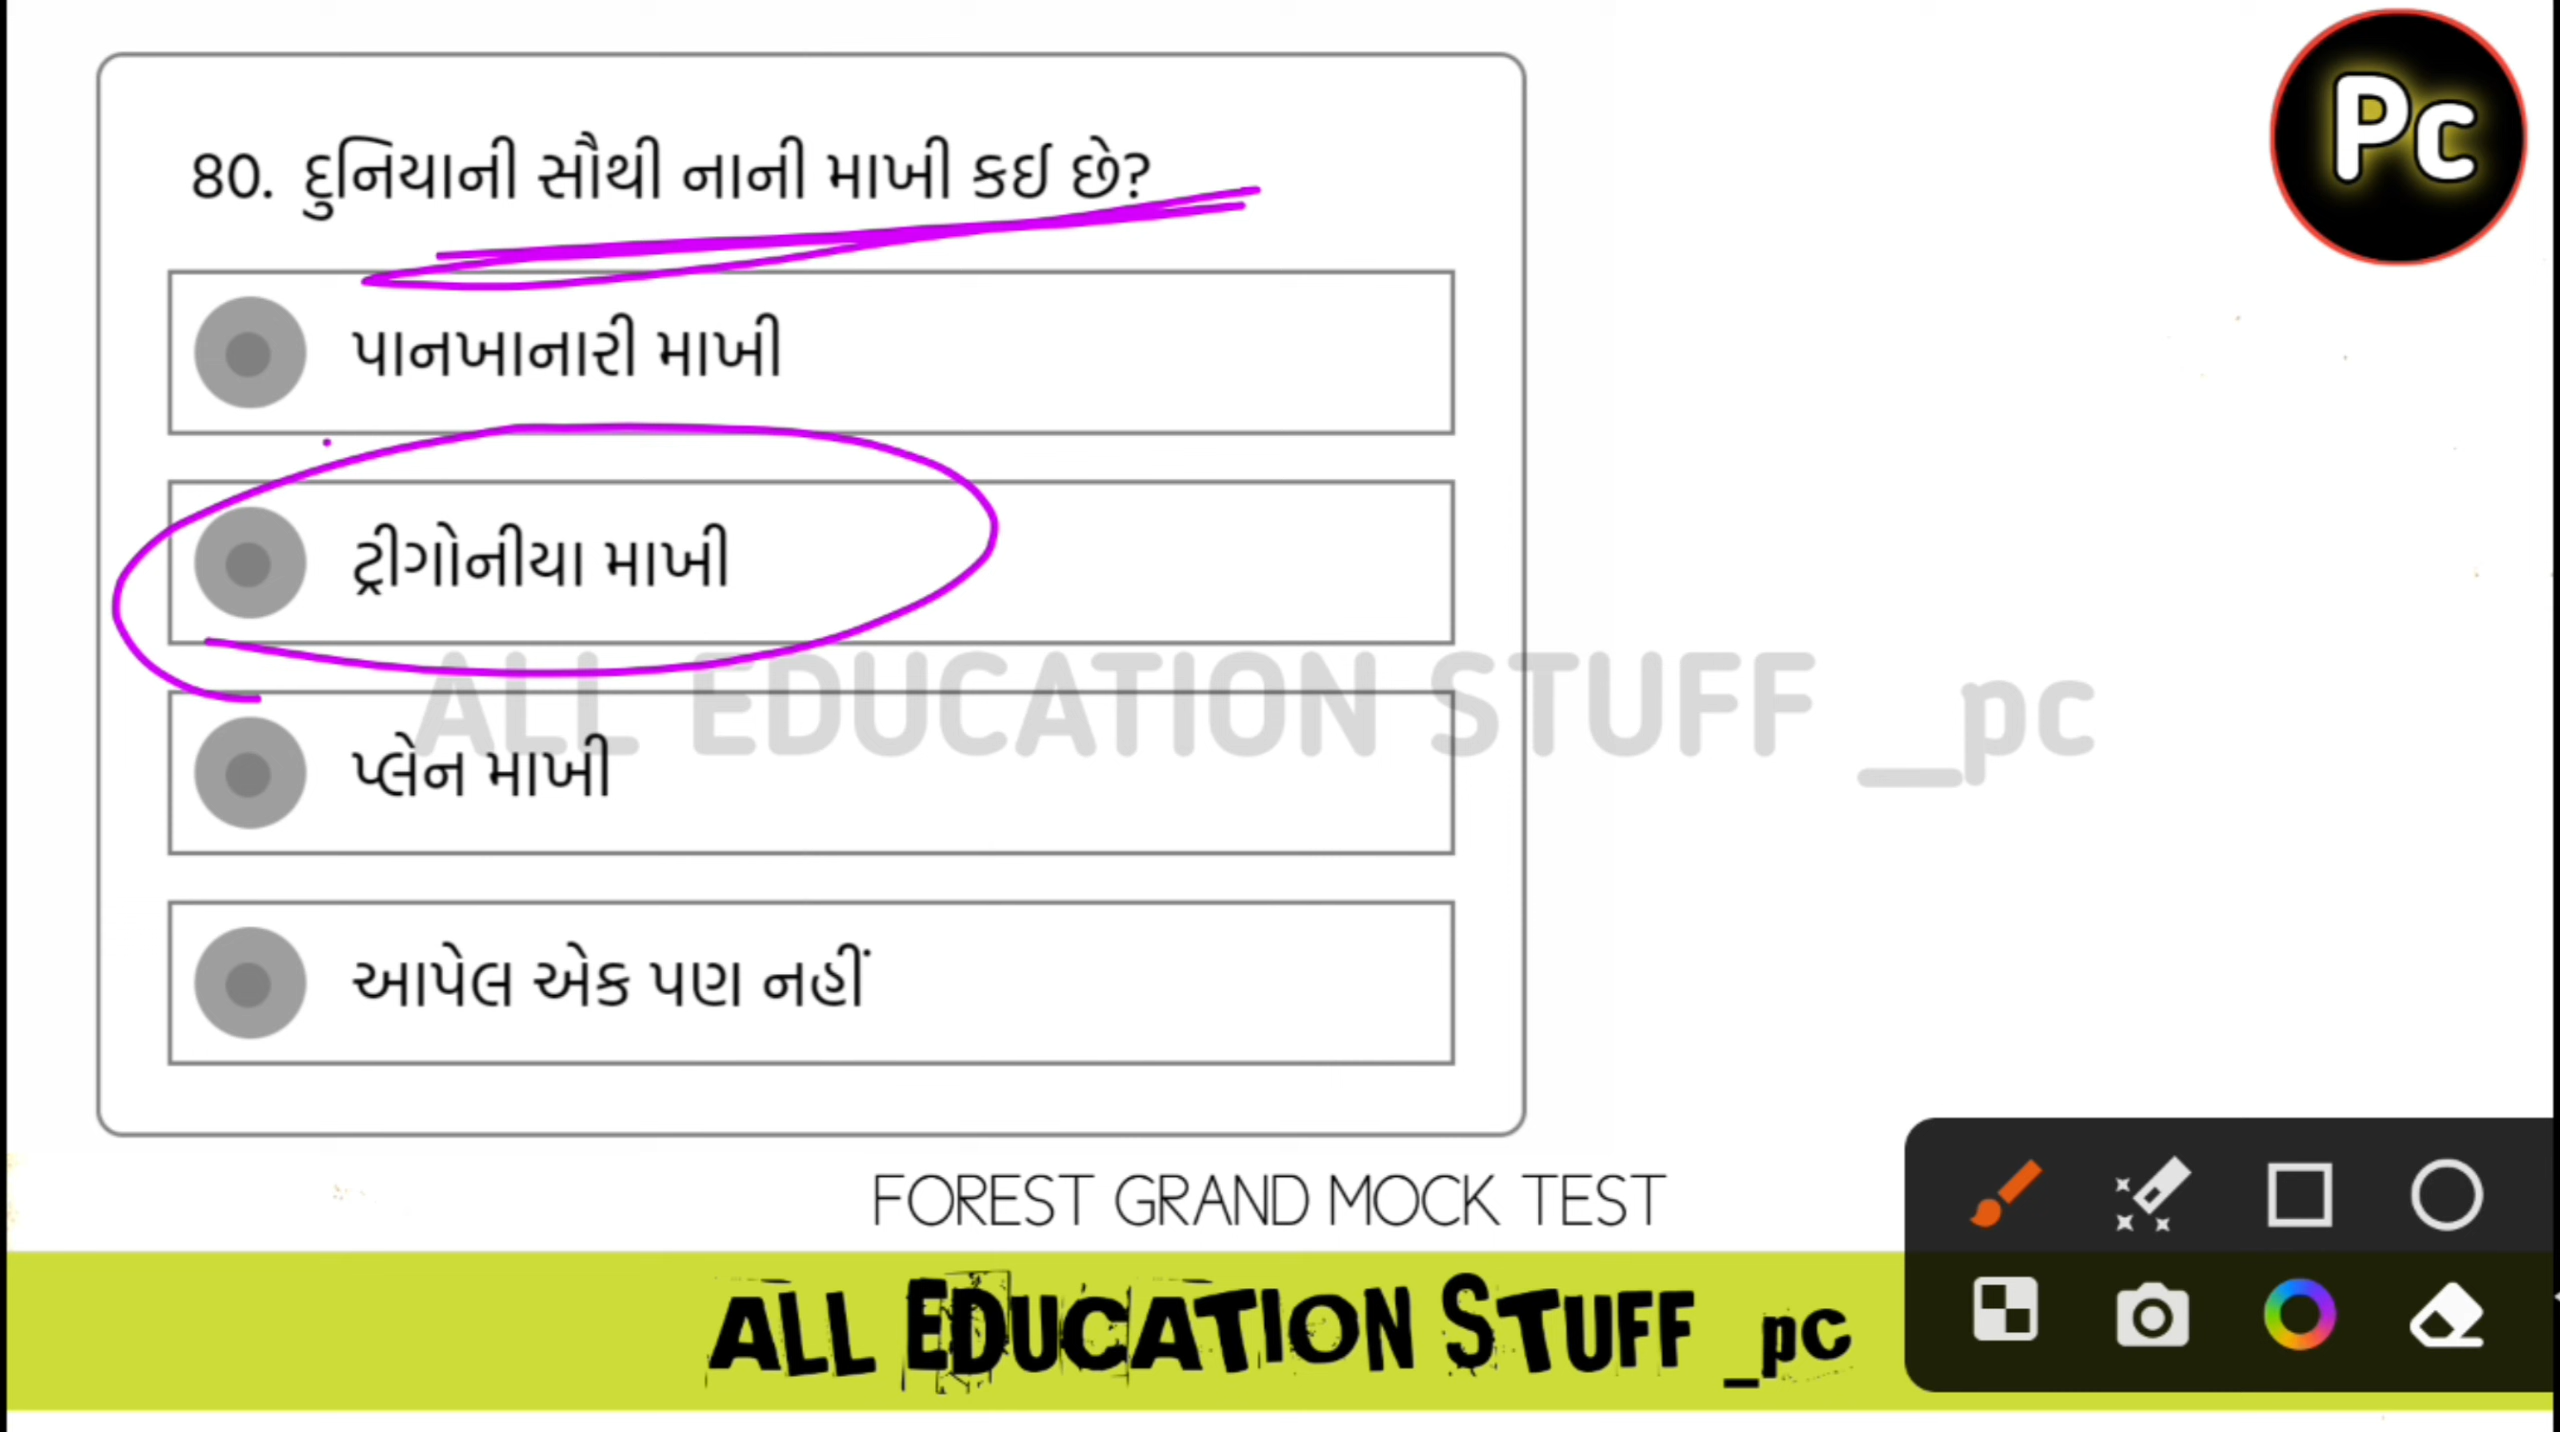 Pc
80. દુનિયાની સૌથી નાની માખી કઈ છે?
પાનખાનારી માખી
ટ્રીગોનીયા માખી
ALL EDUCATION STUFF _pc
પ્લેન માખી
આપેલ એક પણ નહીં
FOREST GRAND MOCK TEST
ALL EDUCATION STUFF _pc